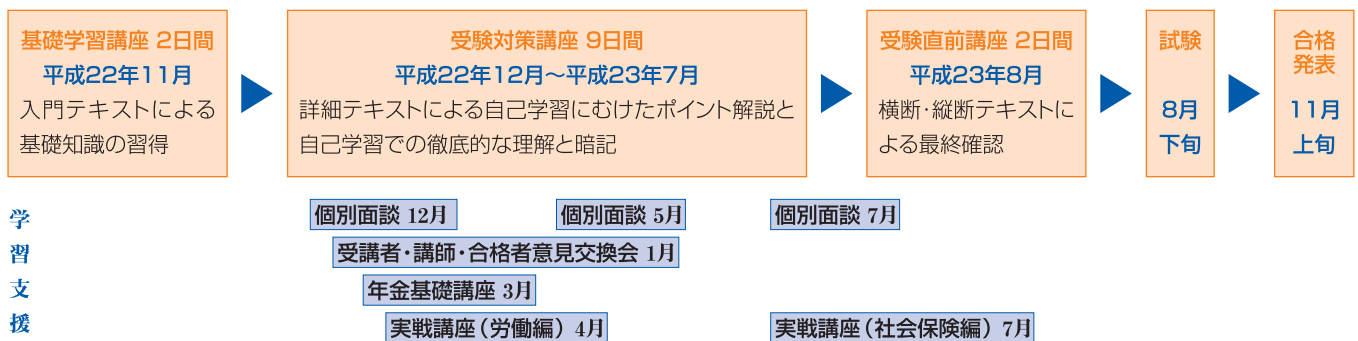 基礎学習講座 2日間
平成22年11月
入門テキストによる
基礎知識の習得
受験対策講座 9日間
平成22年12月～平成23年7月
詳細テキストによる自己学習にむけたポイント解説と
自己学習での徹底的な理解と暗記
受験直前講座 2日間
平成23年8月
横断・縦断テキストに
よる最終確認
試験
8月
下旬
合格
発表
11月
上旬
学習支援
個別面談 12月
個別面談 5月
個別面談 7月
受講者・講師・合格者意見交換会 1月
年金基礎講座 3月
実戦講座（労働編）4月
実戦講座（社会保険編）7月